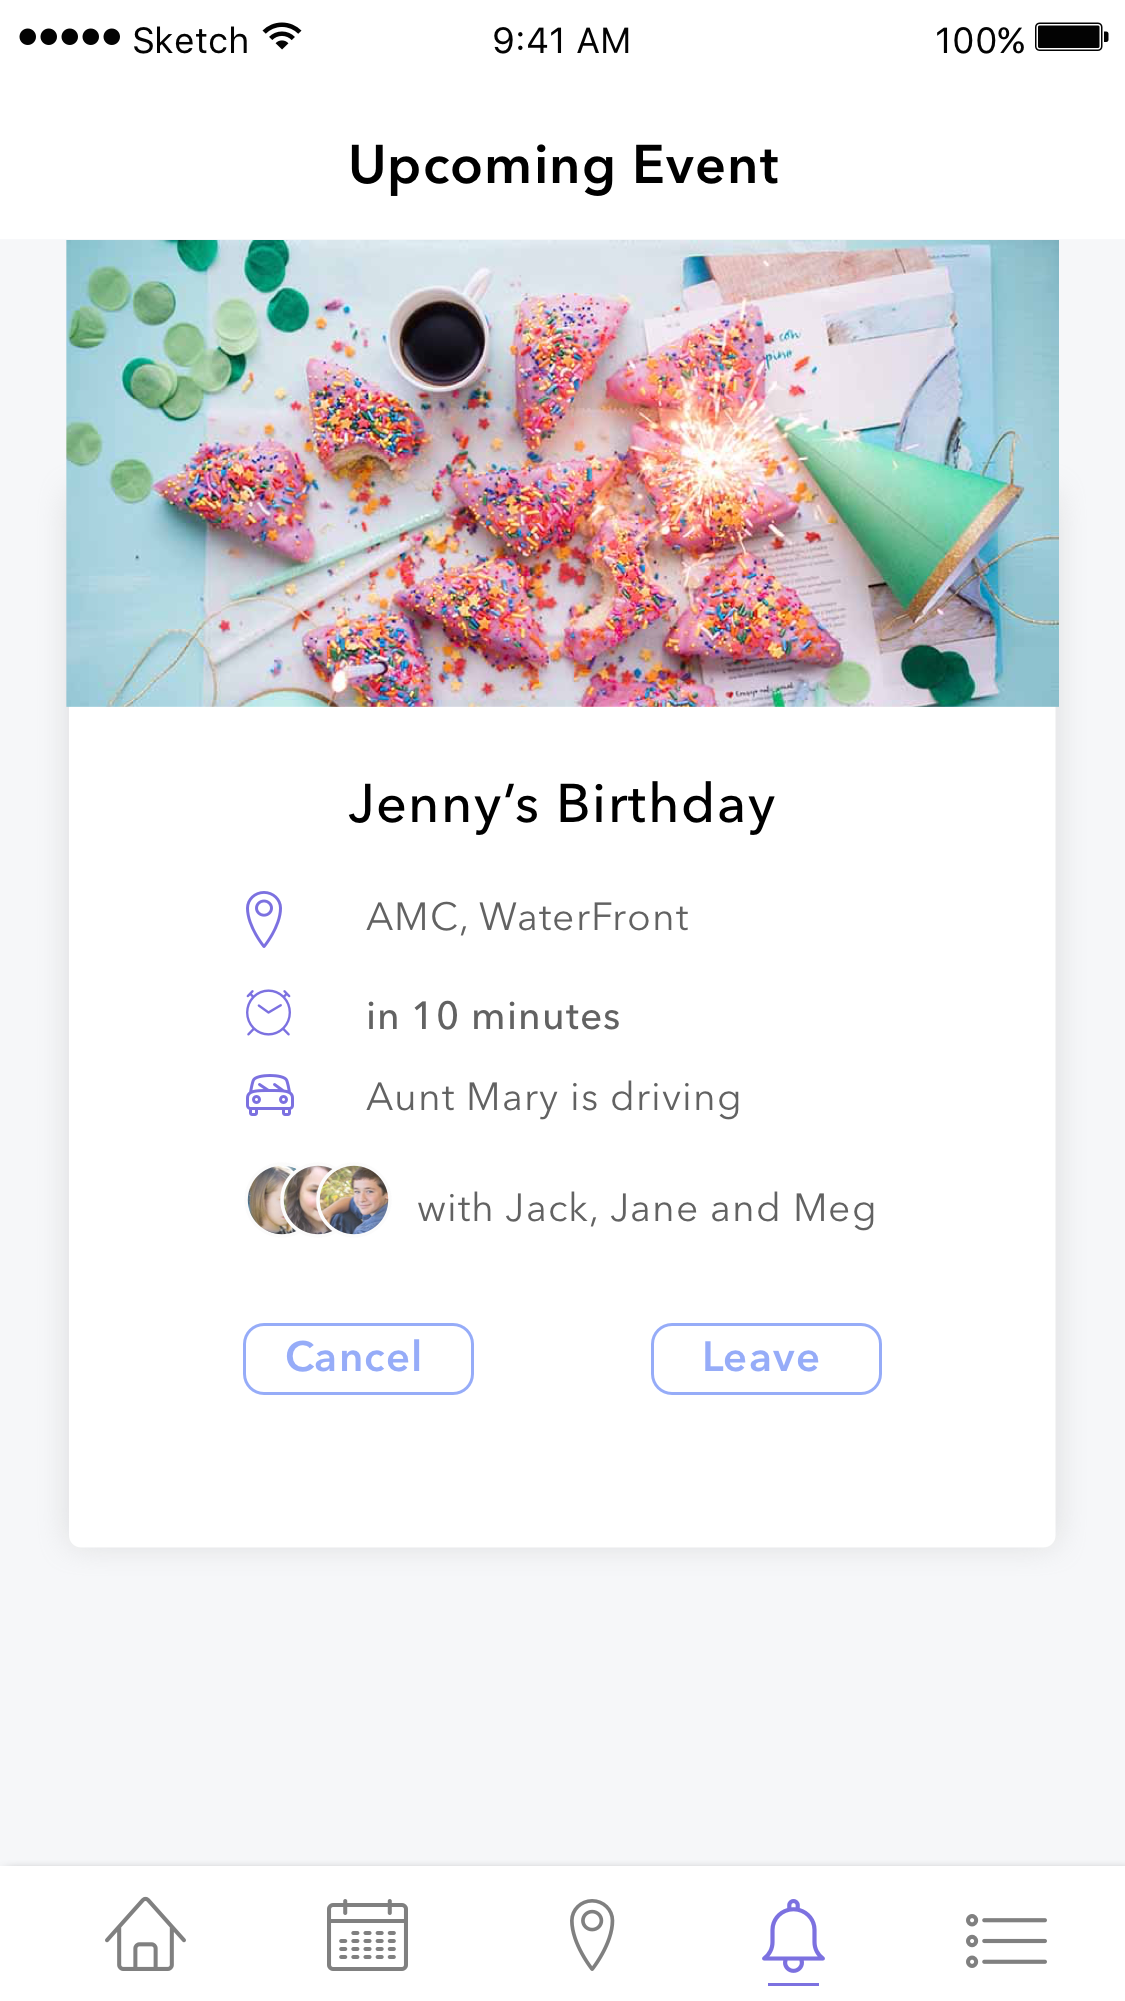 Sketch 9:41 AM 100%
Upcoming Event
con
Jenny’s Birthday
AMC, WaterFront
in 10 minutes
Aunt Mary is driving
with Jack, Jane and Meg
Cancel Leave